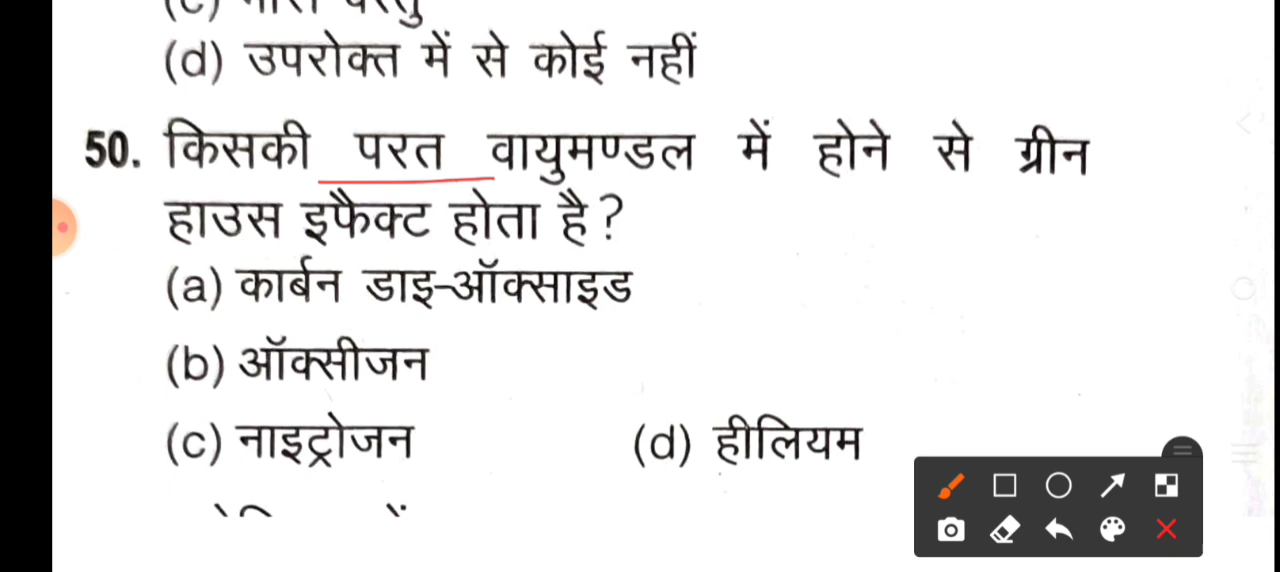 (d) उपरोक्त में से कोई नहीं
50. किसकी परत वायुमण्डल में होने से ग्रीन
हाउस इफैक्ट होता है?
(a) कार्बन डाइ-ऑक्साइड
(b) ऑक्सीजन
(c) नाइट्रोजन (d) हीलियम